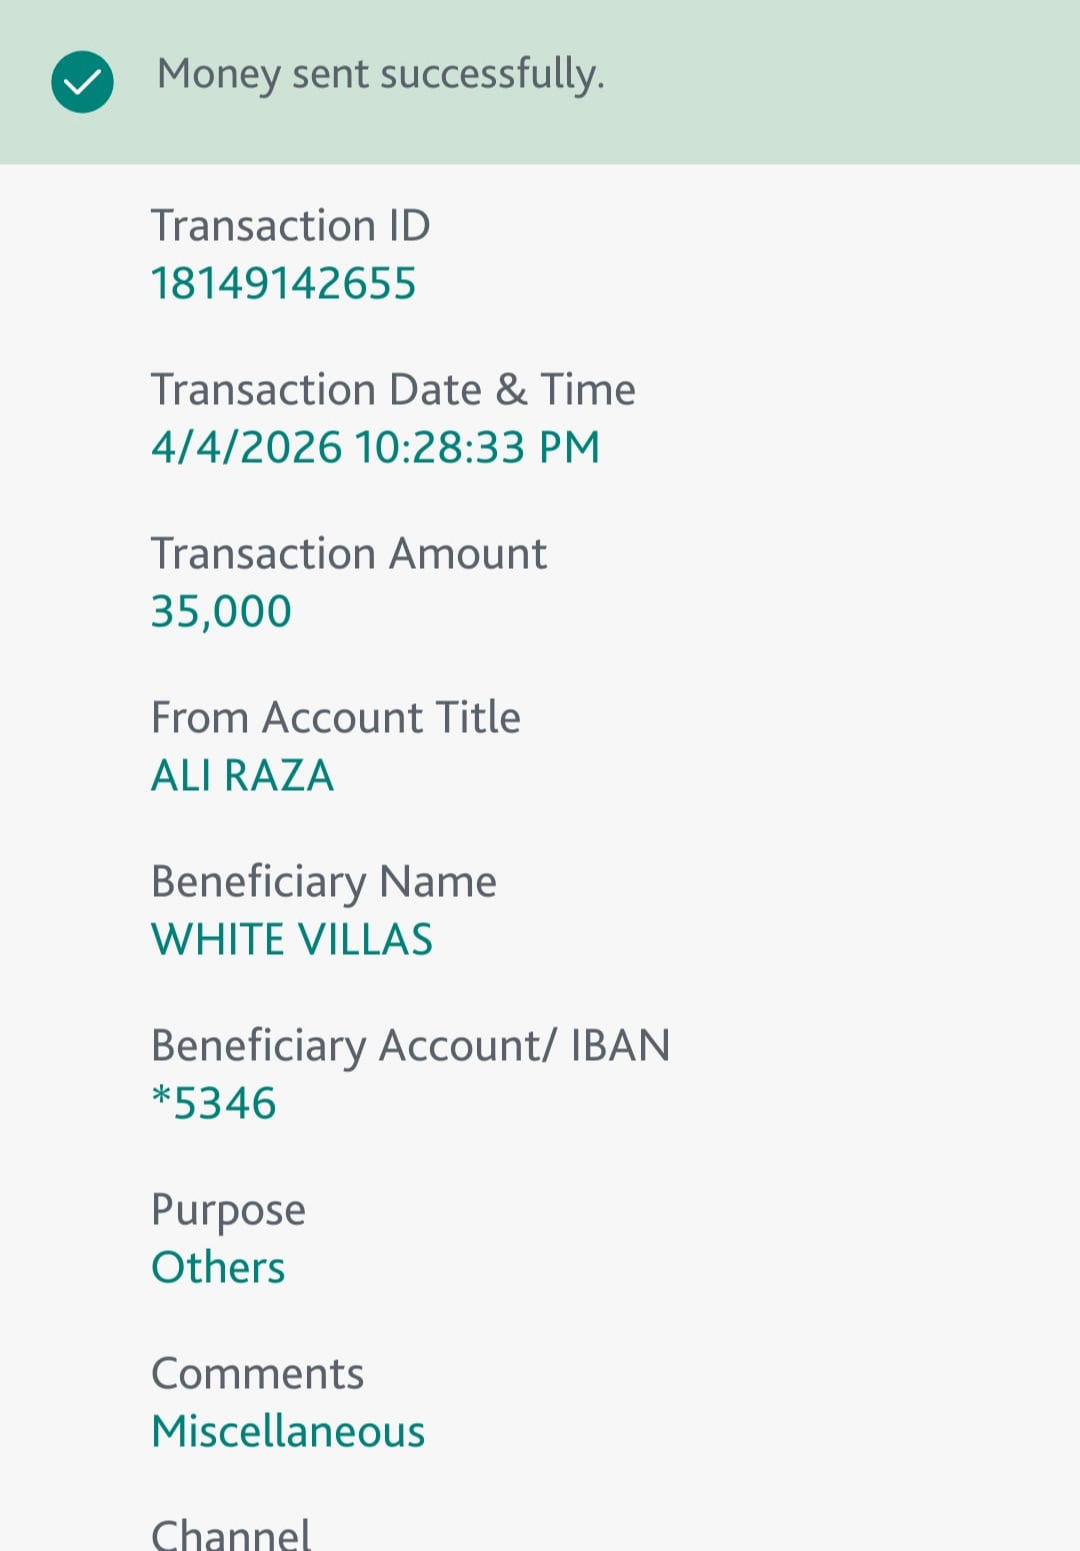 Money sent successfully.
Transaction ID
18149142655
Transaction Date & Time
4/4/2026 10:28:33 PM
Transaction Amount
35,000
From Account Title
ALI RAZA
Beneficiary Name
WHITE VILLAS
Beneficiary Account/ IBAN
*5346
Purpose
Others
Comments
Miscellaneous
Channel